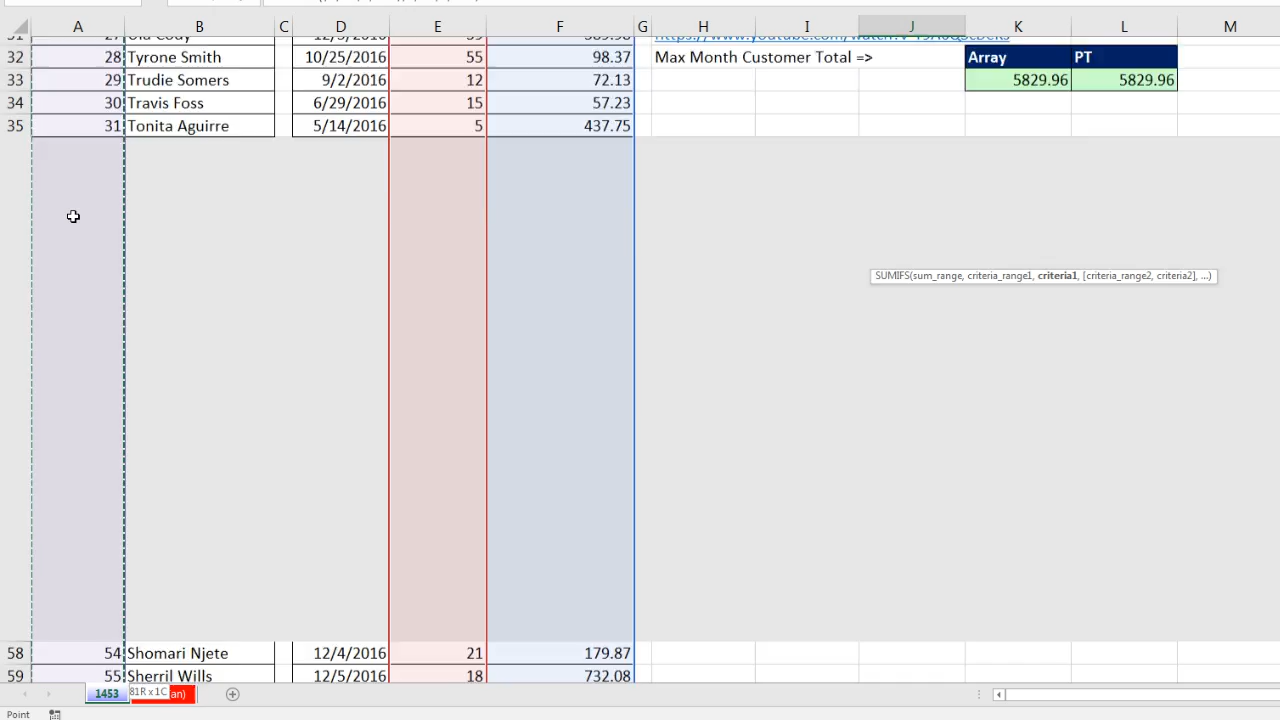 A B C D E F G H I J K L M
32 28 Tyrone Smith 10/25/2016 55 98.37 Max Month Customer Total => Array PT
33 29 Trudie Somers 9/2/2016 12 72.13 5829.96 5829.96
34 30 Travis Foss 6/29/2016 15 57.23
35 31 Tonita Aguirre 5/14/2016 5 437.75
SUMIFS(sum_range, criteria_range1, criteria1, [criteria_range2, criteria2], ...)
58 54 Shomari Njete 12/4/2016 21 179.87
59 55 Sherril Wills 12/5/2016 18 732.08
1453 81R x 1C an)
Point